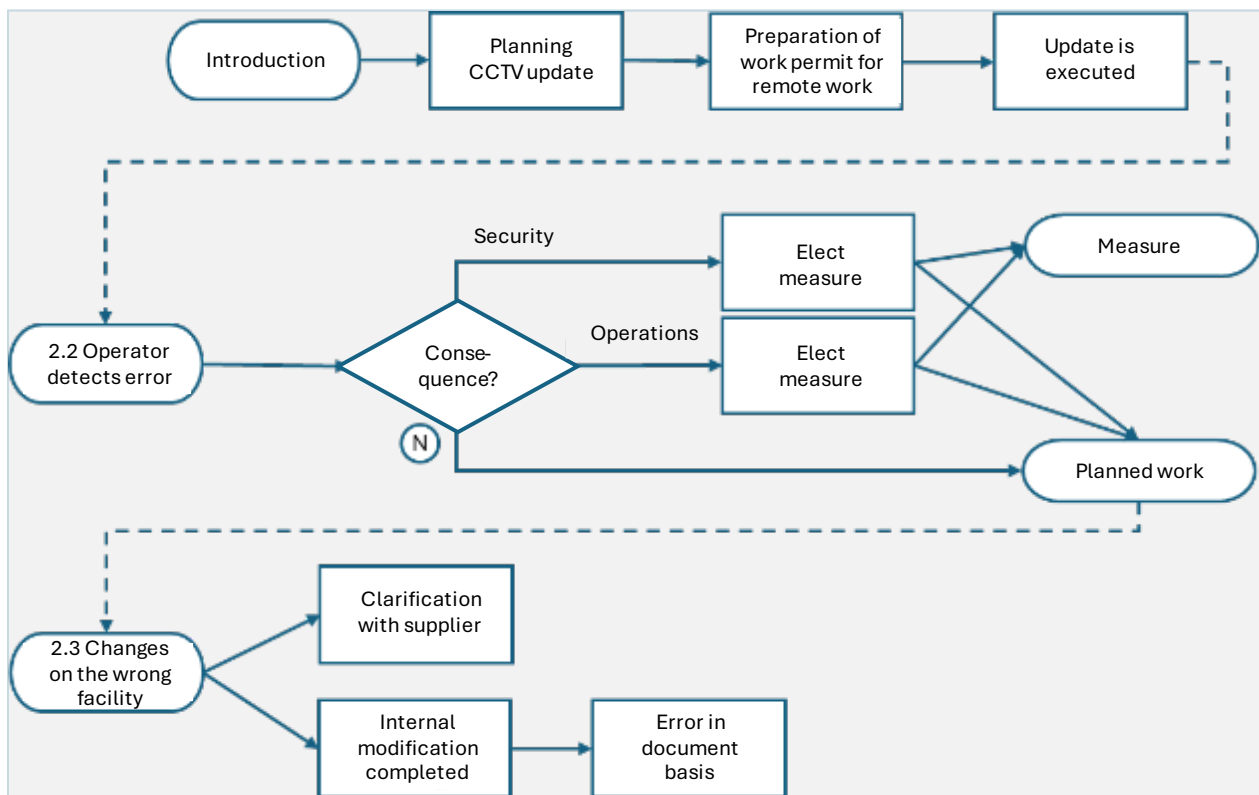 Introduction
Planning
CCTV update
Preparation of
work permit for
remote work
Update is
executed
Security
Elect
measure
Measure
2.2 Operator
detects error
Conse-
quence?
Operations
Elect
measure
N
Planned work
2.3 Changes
on the wrong
facility
Clarification
with supplier
Internal
modification
completed
Error in
document
basis